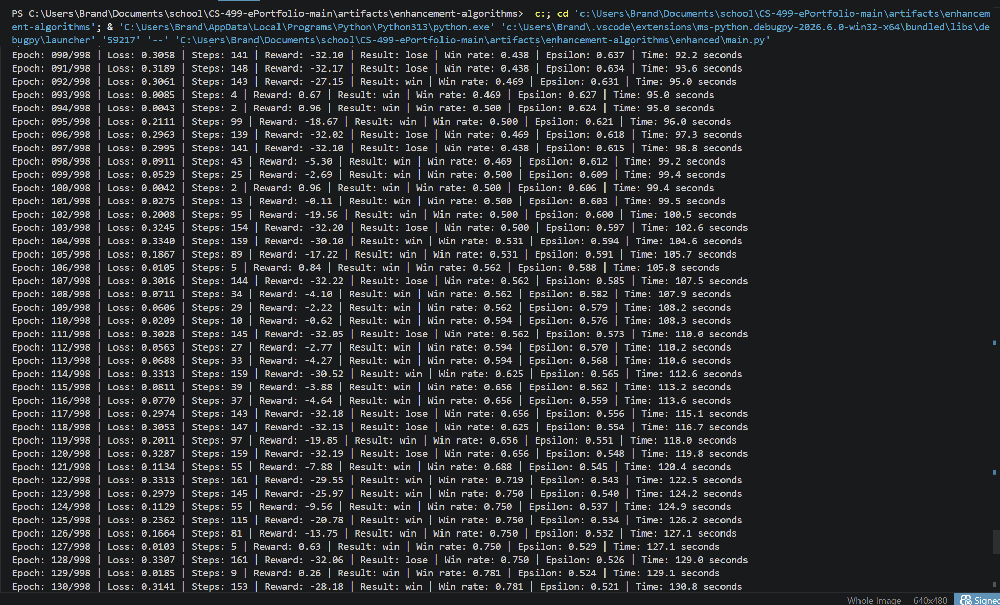 PS C:\Users\Brand\Documents\school\CS-499-ePortfolio-main\artifacts\enhancement-algorithms>  c:; cd 'c:\Users\Brand\Documents\school\CS-499-ePortfolio-main\artifacts\enhancem
ent-algorithms'; & 'C:\Users\Brand\AppData\Local\Programs\Python\Python313\python.exe' 'c:\Users\Brand\.vscode\extensions\ms-python.debugpy-2026.6.0-win32-x64\bundled\libs\de
bugpy\launcher' '59217' '--' 'C:\Users\Brand\Documents\school\CS-499-ePortfolio-main\artifacts\enhancement-algorithms\enhanced\main.py'
Epoch: 090/998 | Loss: 0.3058 | Steps: 141 | Reward: -32.10 | Result: lose | Win rate: 0.438 | Epsilon: 0.637 | Time: 92.2 seconds
Epoch: 091/998 | Loss: 0.3189 | Steps: 148 | Reward: -32.17 | Result: lose | Win rate: 0.438 | Epsilon: 0.634 | Time: 93.6 seconds
Epoch: 092/998 | Loss: 0.3061 | Steps: 143 | Reward: -27.15 | Result: win | Win rate: 0.469 | Epsilon: 0.631 | Time: 95.0 seconds
Epoch: 093/998 | Loss: 0.0085 | Steps: 4 | Reward: 0.67 | Result: win | Win rate: 0.469 | Epsilon: 0.627 | Time: 95.0 seconds
Epoch: 094/998 | Loss: 0.0043 | Steps: 2 | Reward: 0.96 | Result: win | Win rate: 0.500 | Epsilon: 0.624 | Time: 95.0 seconds
Epoch: 095/998 | Loss: 0.2111 | Steps: 99 | Reward: -18.67 | Result: win | Win rate: 0.500 | Epsilon: 0.621 | Time: 96.0 seconds
Epoch: 096/998 | Loss: 0.2963 | Steps: 139 | Reward: -32.02 | Result: lose | Win rate: 0.469 | Epsilon: 0.618 | Time: 97.3 seconds
Epoch: 097/998 | Loss: 0.2995 | Steps: 141 | Reward: -32.10 | Result: lose | Win rate: 0.438 | Epsilon: 0.615 | Time: 98.8 seconds
Epoch: 098/998 | Loss: 0.0911 | Steps: 43 | Reward: -5.30 | Result: win | Win rate: 0.469 | Epsilon: 0.612 | Time: 99.2 seconds
Epoch: 099/998 | Loss: 0.0529 | Steps: 25 | Reward: -2.69 | Result: win | Win rate: 0.500 | Epsilon: 0.609 | Time: 99.4 seconds
Epoch: 100/998 | Loss: 0.0042 | Steps: 2 | Reward: 0.96 | Result: win | Win rate: 0.500 | Epsilon: 0.606 | Time: 99.4 seconds
Epoch: 101/998 | Loss: 0.0275 | Steps: 13 | Reward: -0.11 | Result: win | Win rate: 0.500 | Epsilon: 0.603 | Time: 99.5 seconds
Epoch: 102/998 | Loss: 0.2008 | Steps: 95 | Reward: -19.56 | Result: win | Win rate: 0.500 | Epsilon: 0.600 | Time: 100.5 seconds
Epoch: 103/998 | Loss: 0.3245 | Steps: 154 | Reward: -32.20 | Result: lose | Win rate: 0.500 | Epsilon: 0.597 | Time: 102.6 seconds
Epoch: 104/998 | Loss: 0.3340 | Steps: 159 | Reward: -30.10 | Result: win | Win rate: 0.531 | Epsilon: 0.594 | Time: 104.6 seconds
Epoch: 105/998 | Loss: 0.1867 | Steps: 89 | Reward: -17.22 | Result: win | Win rate: 0.531 | Epsilon: 0.591 | Time: 105.7 seconds
Epoch: 106/998 | Loss: 0.0105 | Steps: 5 | Reward: 0.84 | Result: win | Win rate: 0.562 | Epsilon: 0.588 | Time: 105.8 seconds
Epoch: 107/998 | Loss: 0.3016 | Steps: 144 | Reward: -32.22 | Result: lose | Win rate: 0.562 | Epsilon: 0.585 | Time: 107.5 seconds
Epoch: 108/998 | Loss: 0.0711 | Steps: 34 | Reward: -4.10 | Result: win | Win rate: 0.562 | Epsilon: 0.582 | Time: 107.9 seconds
Epoch: 109/998 | Loss: 0.0606 | Steps: 29 | Reward: -2.22 | Result: win | Win rate: 0.562 | Epsilon: 0.579 | Time: 108.2 seconds
Epoch: 110/998 | Loss: 0.0209 | Steps: 10 | Reward: -0.62 | Result: win | Win rate: 0.594 | Epsilon: 0.576 | Time: 108.3 seconds
Epoch: 111/998 | Loss: 0.3028 | Steps: 145 | Reward: -32.05 | Result: lose | Win rate: 0.562 | Epsilon: 0.573 | Time: 110.0 seconds
Epoch: 112/998 | Loss: 0.0563 | Steps: 27 | Reward: -2.77 | Result: win | Win rate: 0.594 | Epsilon: 0.570 | Time: 110.2 seconds
Epoch: 113/998 | Loss: 0.0688 | Steps: 33 | Reward: -4.27 | Result: win | Win rate: 0.594 | Epsilon: 0.568 | Time: 110.6 seconds
Epoch: 114/998 | Loss: 0.3313 | Steps: 159 | Reward: -30.52 | Result: win | Win rate: 0.625 | Epsilon: 0.565 | Time: 112.6 seconds
Epoch: 115/998 | Loss: 0.0811 | Steps: 39 | Reward: -3.88 | Result: win | Win rate: 0.656 | Epsilon: 0.562 | Time: 113.2 seconds
Epoch: 116/998 | Loss: 0.0770 | Steps: 37 | Reward: -4.64 | Result: win | Win rate: 0.656 | Epsilon: 0.559 | Time: 113.6 seconds
Epoch: 117/998 | Loss: 0.2974 | Steps: 143 | Reward: -32.18 | Result: lose | Win rate: 0.656 | Epsilon: 0.556 | Time: 115.1 seconds
Epoch: 118/998 | Loss: 0.3053 | Steps: 147 | Reward: -32.13 | Result: lose | Win rate: 0.625 | Epsilon: 0.554 | Time: 116.7 seconds
Epoch: 119/998 | Loss: 0.2011 | Steps: 97 | Reward: -19.85 | Result: win | Win rate: 0.656 | Epsilon: 0.551 | Time: 118.0 seconds
Epoch: 120/998 | Loss: 0.3287 | Steps: 159 | Reward: -32.19 | Result: lose | Win rate: 0.656 | Epsilon: 0.548 | Time: 119.8 seconds
Epoch: 121/998 | Loss: 0.1134 | Steps: 55 | Reward: -7.88 | Result: win | Win rate: 0.688 | Epsilon: 0.545 | Time: 120.4 seconds
Epoch: 122/998 | Loss: 0.3313 | Steps: 161 | Reward: -29.55 | Result: win | Win rate: 0.719 | Epsilon: 0.543 | Time: 122.5 seconds
Epoch: 123/998 | Loss: 0.2979 | Steps: 145 | Reward: -25.97 | Result: win | Win rate: 0.750 | Epsilon: 0.540 | Time: 124.2 seconds
Epoch: 124/998 | Loss: 0.1129 | Steps: 55 | Reward: -9.56 | Result: win | Win rate: 0.750 | Epsilon: 0.537 | Time: 124.9 seconds
Epoch: 125/998 | Loss: 0.2362 | Steps: 115 | Reward: -20.78 | Result: win | Win rate: 0.750 | Epsilon: 0.534 | Time: 126.2 seconds
Epoch: 126/998 | Loss: 0.1664 | Steps: 81 | Reward: -13.75 | Result: win | Win rate: 0.750 | Epsilon: 0.532 | Time: 127.1 seconds
Epoch: 127/998 | Loss: 0.0103 | Steps: 5 | Reward: 0.63 | Result: win | Win rate: 0.750 | Epsilon: 0.529 | Time: 127.1 seconds
Epoch: 128/998 | Loss: 0.3307 | Steps: 161 | Reward: -32.06 | Result: lose | Win rate: 0.750 | Epsilon: 0.526 | Time: 129.0 seconds
Epoch: 129/998 | Loss: 0.0185 | Steps: 9 | Reward: 0.26 | Result: win | Win rate: 0.781 | Epsilon: 0.524 | Time: 129.1 seconds
Epoch: 130/998 | Loss: 0.3141 | Steps: 153 | Reward: -28.18 | Result: win | Win rate: 0.781 | Epsilon: 0.521 | Time: 130.8 seconds
Whole Image 640x480 Signed